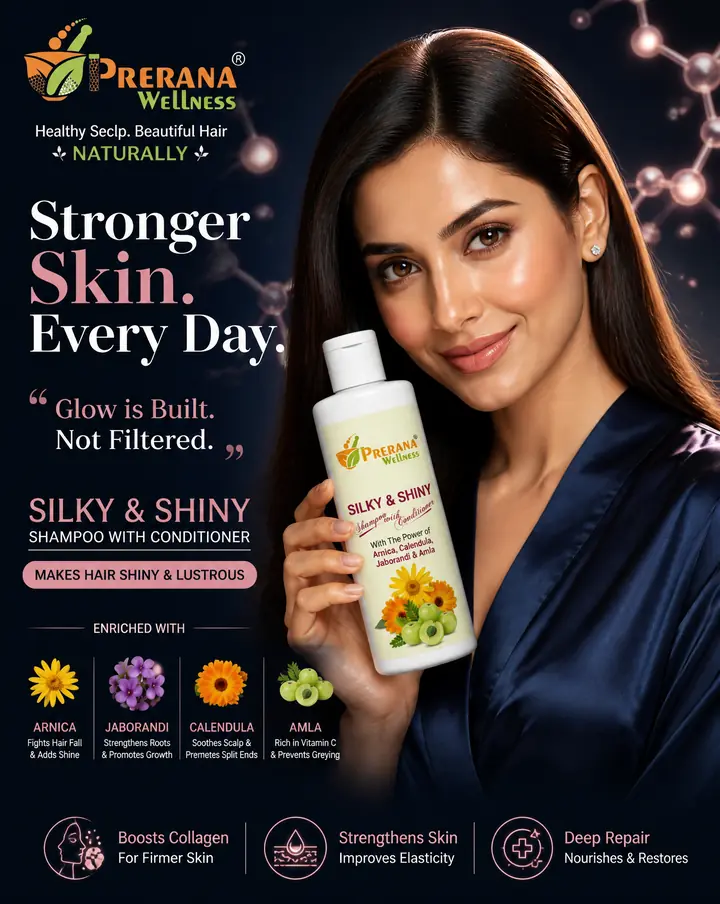 PRERANA®
WELLNESS
Healthy Seclp. Beautiful Hair
NATURALLY
Stronger
Skin.
Every Day.
“ Glow is Built.
Not Filtered. „
SILKY & SHINY
SHAMPOO WITH CONDITIONER
MAKES HAIR SHINY & LUSTROUS
ENRICHED WITH
ARNICA
Fights Hair Fall
& Adds Shine
JABORANDI
Strengthens Roots
& Promotes Growth
CALENDULA
Soothes Scalp &
Premetes Split Ends
AMLA
Rich in Vitamin C
& Prevents Greying
PRERANA
WELLNESS
SILKY & SHINY
Shampoo with Conditioner
With The Power of
Arnica, Calendula,
Jaborandi & Amla
Boosts Collagen
For Firmer Skin
Strengthens Skin
Improves Elasticity
Deep Repair
Nourishes & Restores